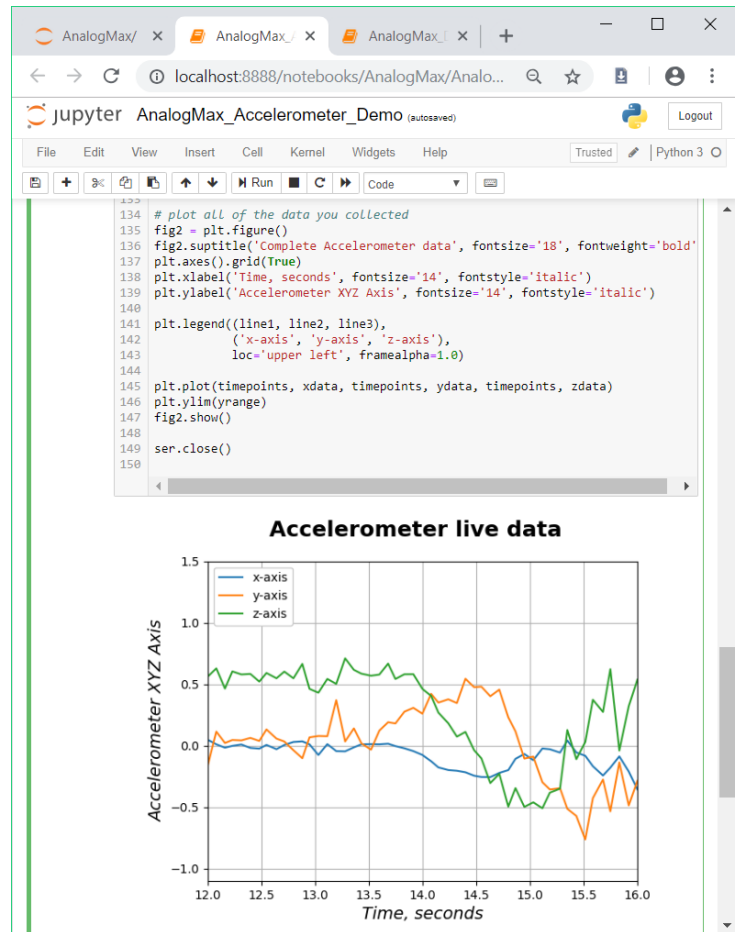 AnalogMax/
AnalogMax_A
AnalogMax_D
localhost:8888/notebooks/AnalogMax/Analo...
jupyter AnalogMax_Accelerometer_Demo (autosaved)
Logout
File Edit View Insert Cell Kernel Widgets Help Trusted Python 3
Run Code
133
134 # plot all of the data you collected
135 fig2 = plt.figure()
136 fig2.suptitle('Complete Accelerometer data', fontsize='18', fontweight='bold'
137 plt.axes().grid(True)
138 plt.xlabel('Time, seconds', fontsize='14', fontstyle='italic')
139 plt.ylabel('Accelerometer XYZ Axis', fontsize='14', fontstyle='italic')
140
141 plt.legend((line1, line2, line3),
142 ('x-axis', 'y-axis', 'z-axis'),
143 loc='upper left', framealpha=1.0)
144
145 plt.plot(timepoints, xdata, timepoints, ydata, timepoints, zdata)
146 plt.ylim(yrange)
147 fig2.show()
148
149 ser.close()
150
Accelerometer live data
x-axis
y-axis
z-axis
Accelerometer XYZ Axis
1.5
1.0
0.5
0.0
−0.5
−1.0
12.0 12.5 13.0 13.5 14.0 14.5 15.0 15.5 16.0
Time, seconds